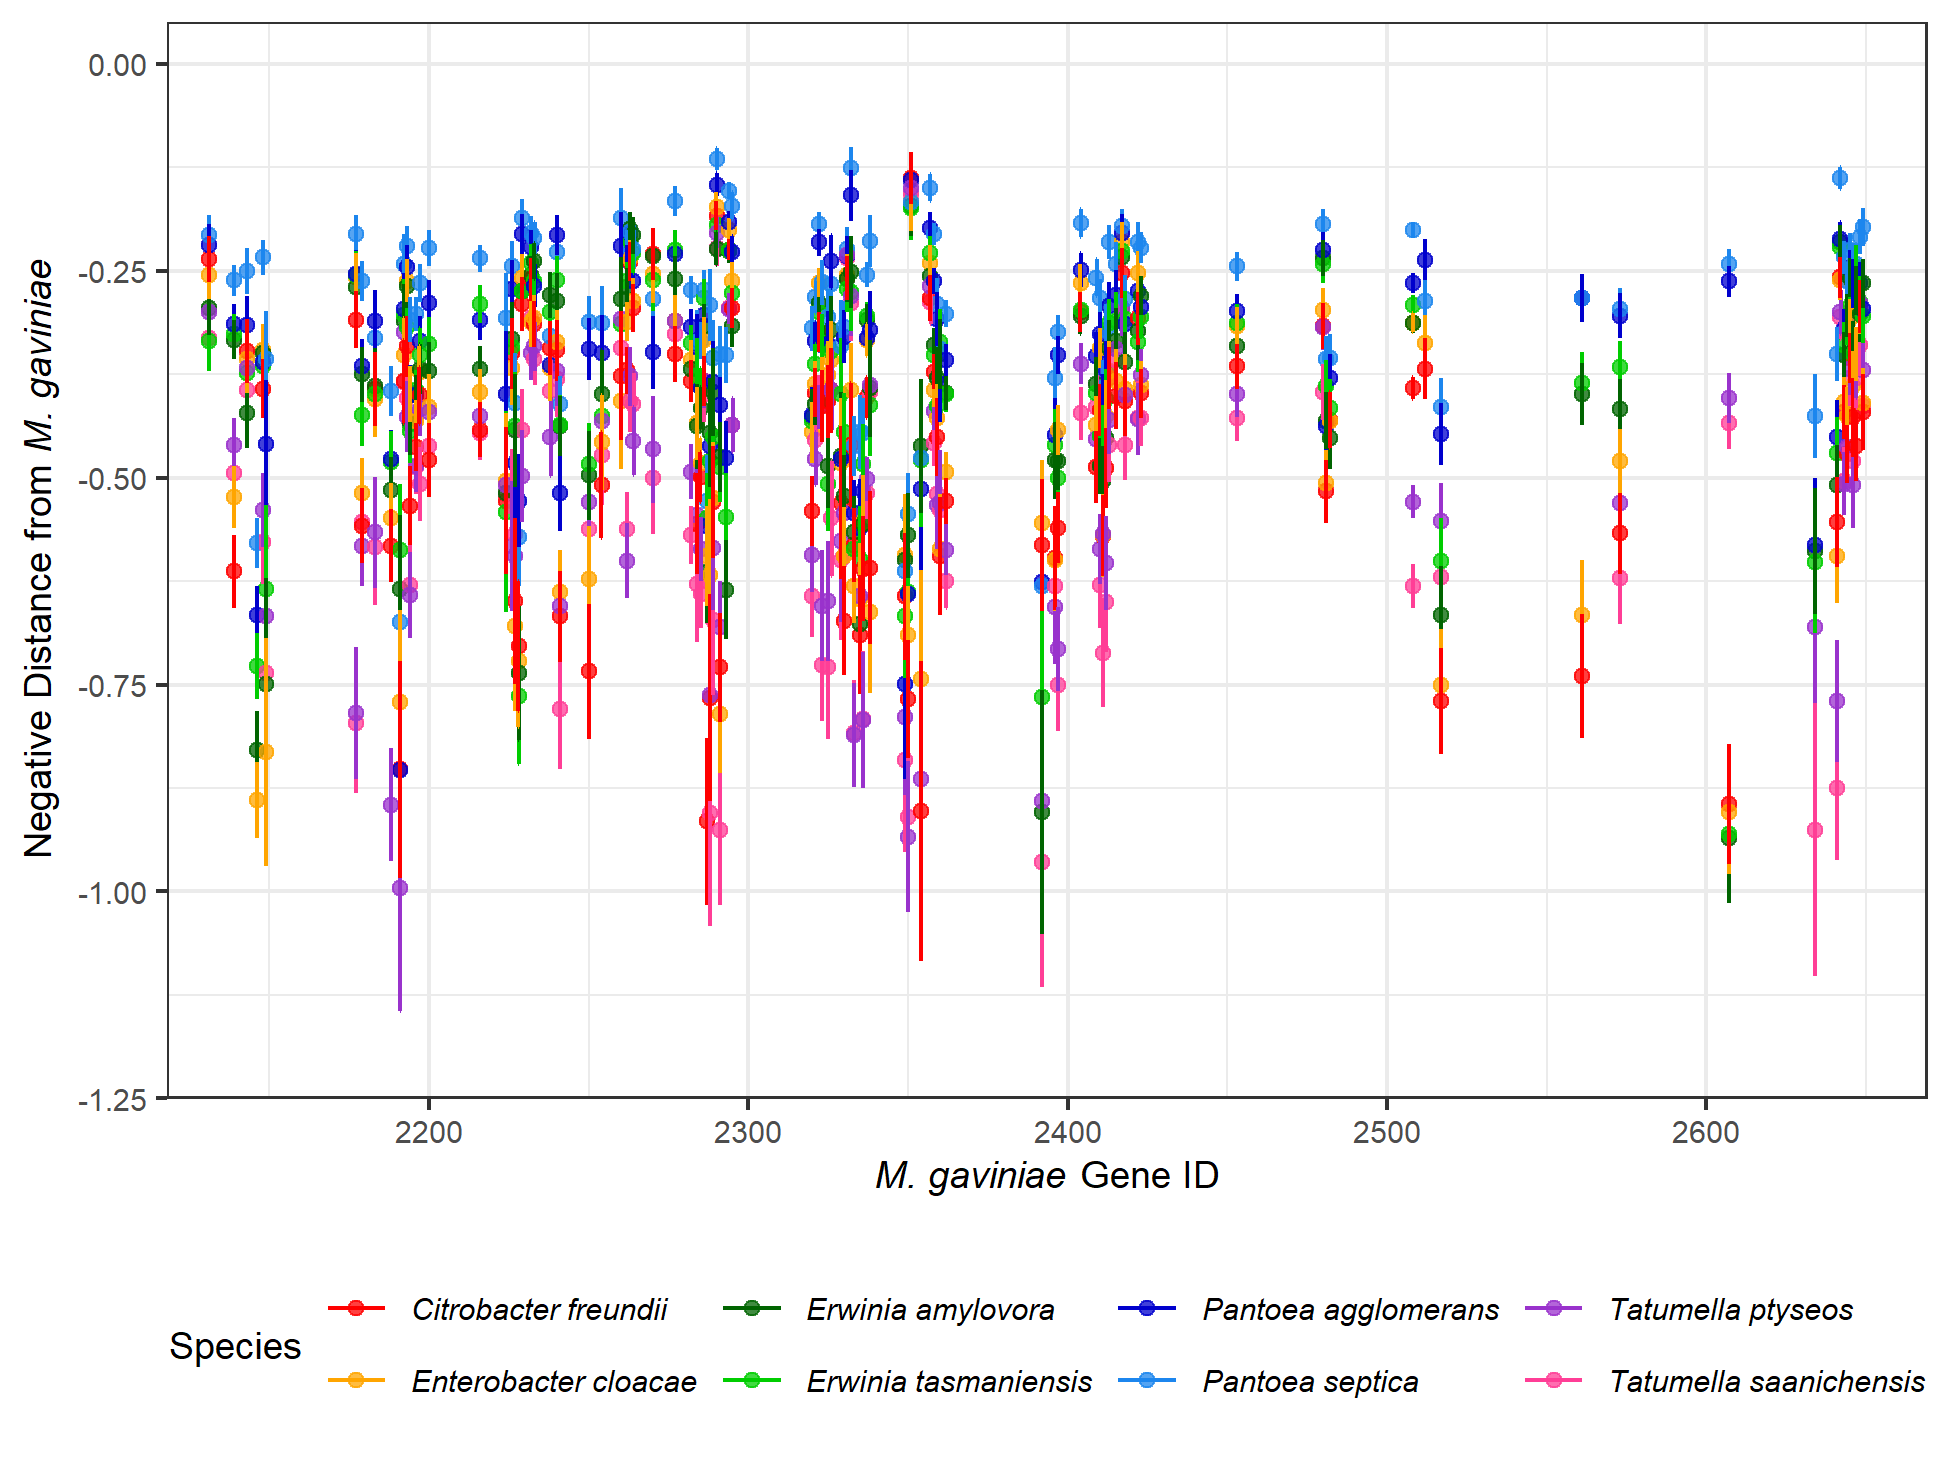 0.00
-0.25
-0.50
-0.75
-1.00
-1.25
Negative Distance from M. gaviniae
2200 2300 2400 2500 2600
M. gaviniae Gene ID
Species
Citrobacter freundii Erwinia amylovora Pantoea agglomerans Tatumella ptyseos
Enterobacter cloacae Erwinia tasmaniensis Pantoea septica Tatumella saanichensis